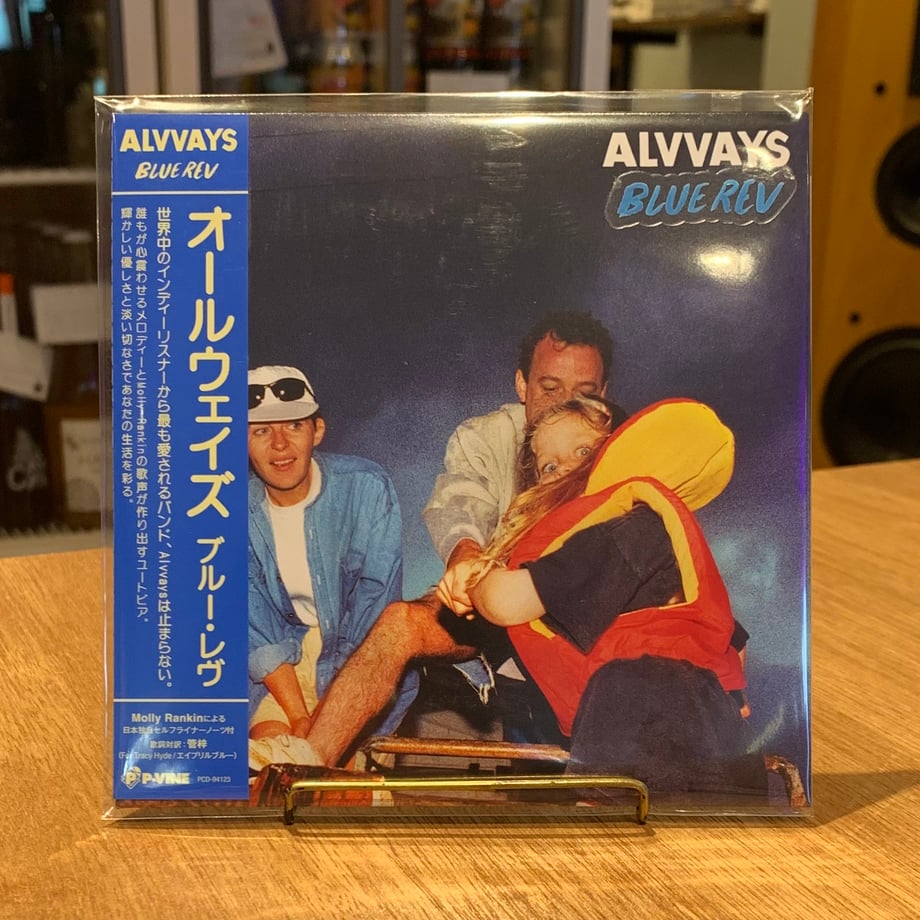 ALVVAYS
BLUE REV
オールウェイズ ブルー・レヴ
世界中のインディーリスナーから最も愛されるバンド、Alvvaysは止まらない。
誰もが心震わせるメロディーとMolly Rankinの歌声が作り出すユートピア。
輝かしい優しさと淡い切なさであなたの生活を彩る。
Molly Rankinによる
日本独自セルフライナーノーツ付
歌詞対訳：管梓
(For Tracy Hyde/エイプリルブルー)
P-VINE PCD-94123
ALVVAYS
BLUE REV